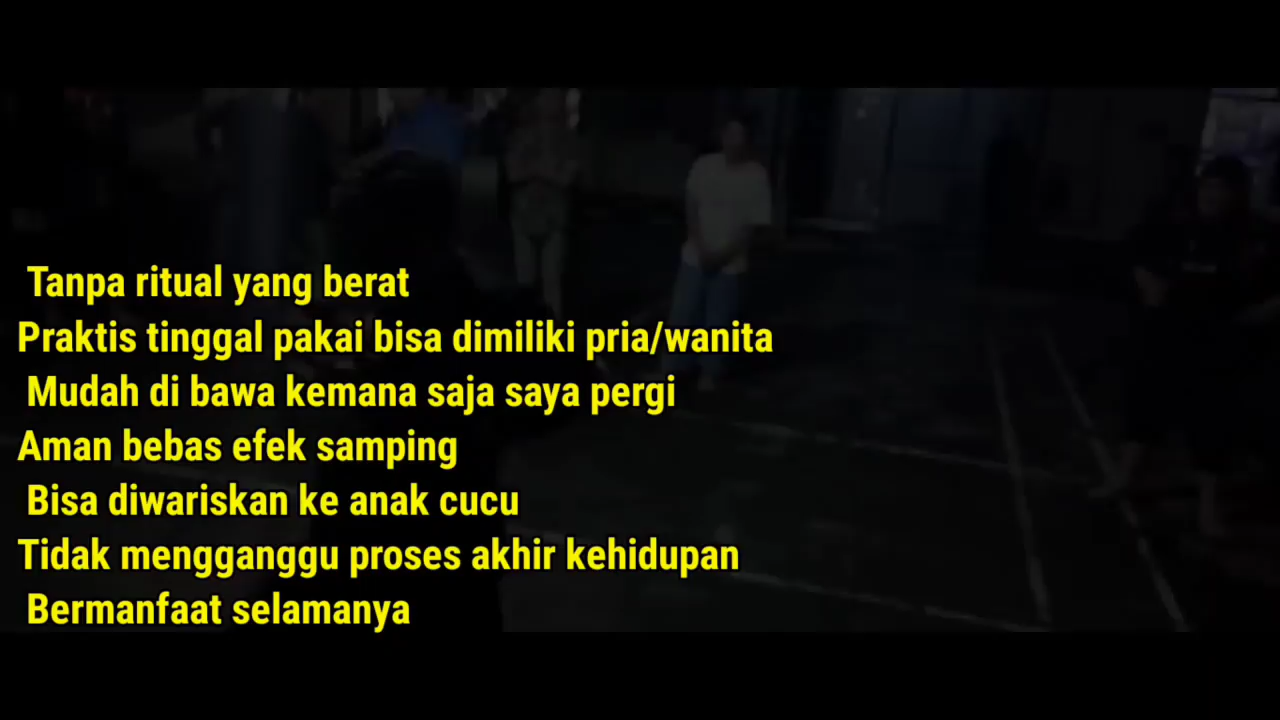 Tanpa ritual yang berat
Praktis tinggal pakai bisa dimiliki pria/wanita
Mudah di bawa kemana saja saya pergi
Aman bebas efek samping
Bisa diwariskan ke anak cucu
Tidak mengganggu proses akhir kehidupan
Bermanfaat selamanya